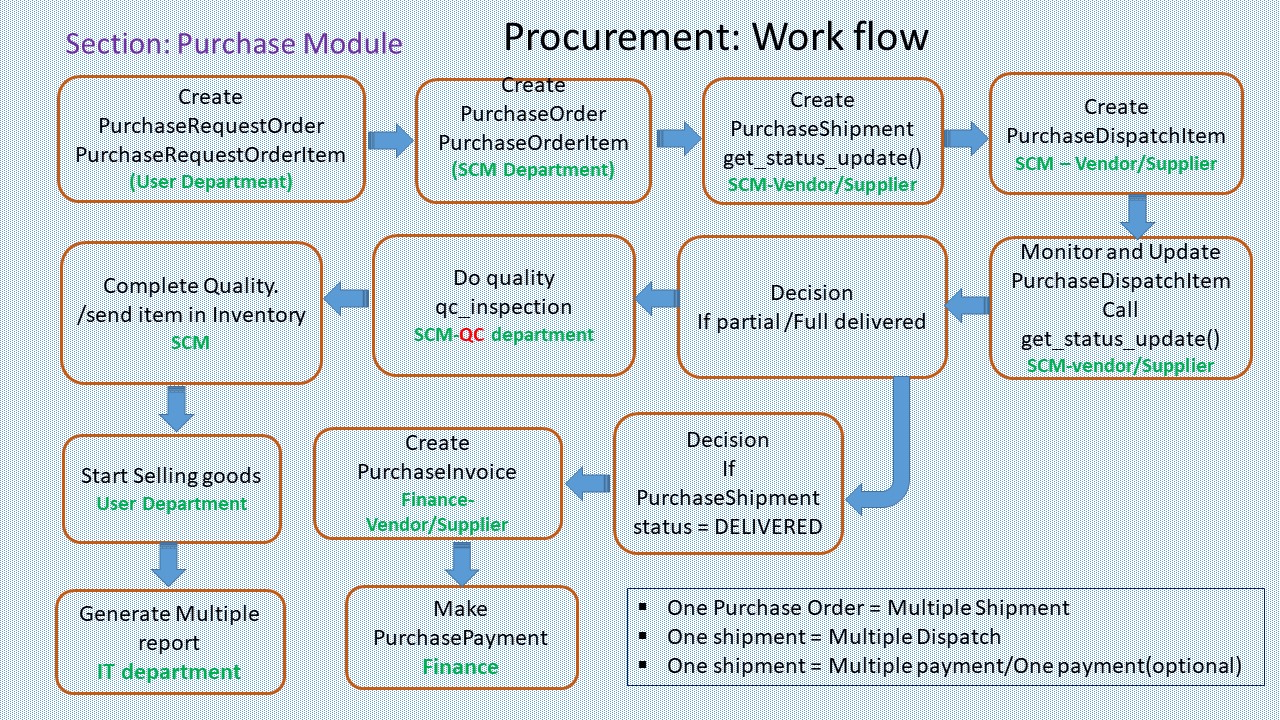 Section: Purchase Module
Procurement: Work flow
Create
PurchaseRequestOrder
PurchaseRequestOrderItem
(User Department)
Create
PurchaseOrder
PurchaseOrderItem
(SCM Department)
Create
PurchaseShipment
get_status_update()
SCM-Vendor/Supplier
Create
PurchaseDispatchItem
SCM – Vendor/Supplier
Monitor and Update
PurchaseDispatchItem
Call
get_status_update()
SCM-vendor/Supplier
Decision
If partial /Full delivered
Do quality
qc_inspection
SCM-QC department
Complete Quality.
/send item in Inventory
SCM
Start Selling goods
User Department
Generate Multiple
report
IT department
Decision
If
PurchaseShipment
status = DELIVERED
Create
PurchaseInvoice
Finance-
Vendor/Supplier
Make
PurchasePayment
Finance
▪ One Purchase Order = Multiple Shipment
▪ One shipment = Multiple Dispatch
▪ One shipment = Multiple payment/One payment(optional)